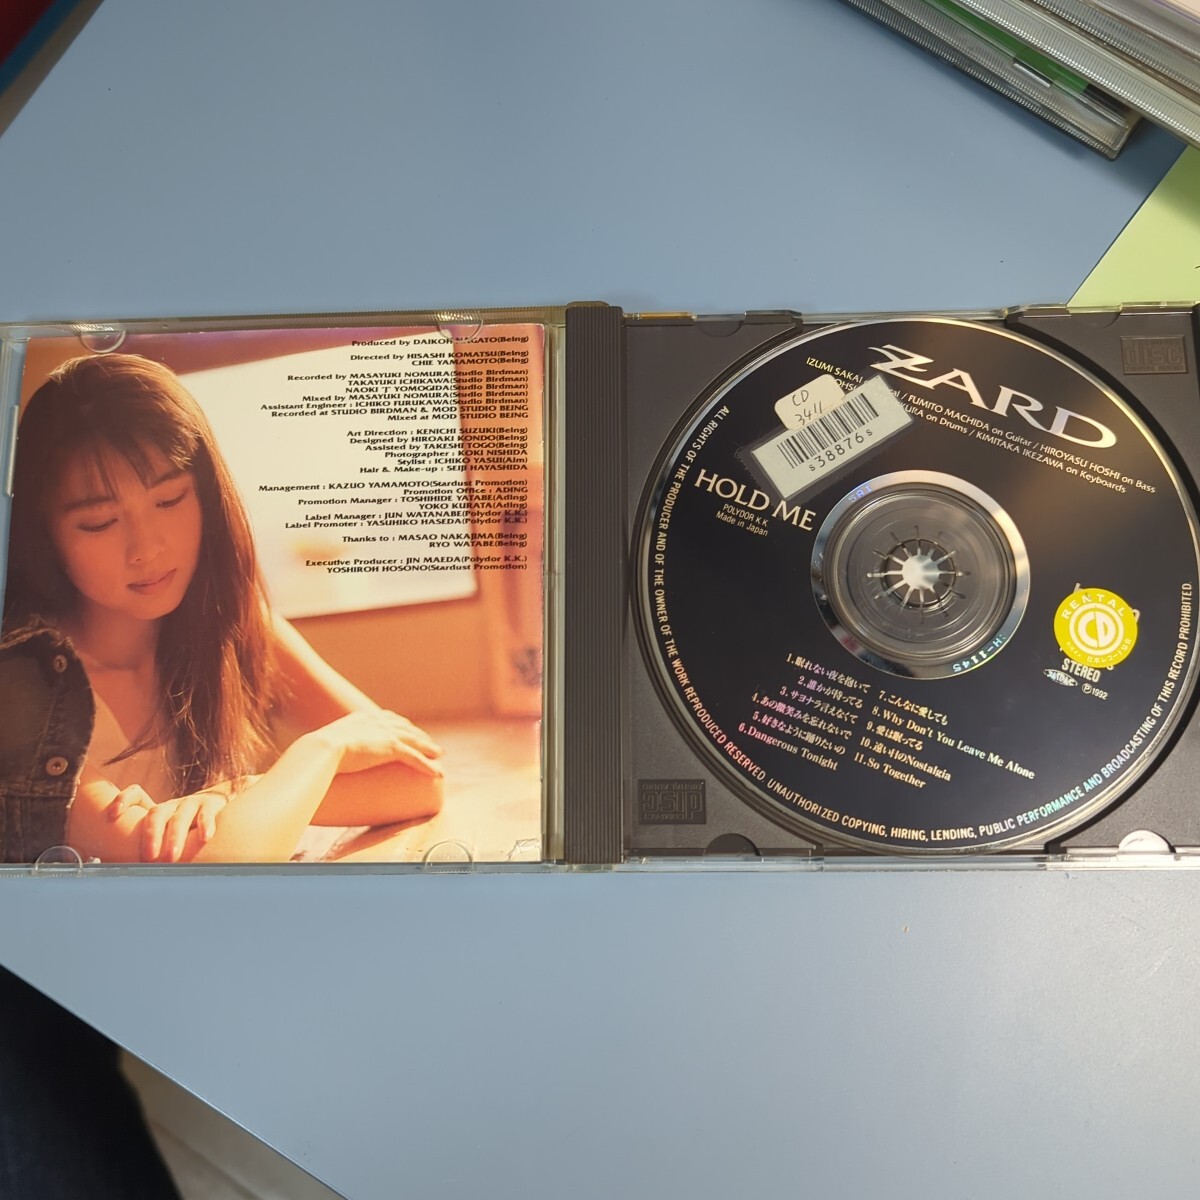 Produced by DAIKOH NAGATO(Being)
Directed by HISASHI KOMATSU(Being)
CHIE YAMAMOTO(Being)
Recorded by MASAYUKI NOMURA(Studio Birdman)
TAKAYUKI ICHIKAWA(Studio Birdman)
NAOKI "J" YOMOGIDA(Studio Birdman)
Mixed by MASAYUKI NOMURA(Studio Birdman)
Assistant Engineer : ICHIKO FURUKAWA(Studio Birdman)
Recorded at STUDIO BIRDMAN & MOD STUDIO BEING
Mixed at MOD STUDIO BEING
Art Direction : KENICHI SUZUKI(Being)
Designed by HIROAKI KONDO(Being)
Assisted by TAKESHI TOGO(Being)
Photographer : KOKI NISHIDA
Stylist : ICHIKO YASUI(Aim)
Hair & Make-up : SEIJI HAYASHIDA
Management : KAZUO YAMAMOTO(Stardust Promotion)
Promotion Office : ADING
Promotion Manager : TOSHIHIDE YATABE(Ading)
YOKO KURATA(Ading)
Label Manager : JUN WATANABE(Polydor K.K.)
Label Promoter : YASUHIKO HASEDA(Polydor K.K.)
Thanks to : MASAO NAKAJIMA(Being)
RYO WATABE(Being)
Executive Producer : JIN MAEDA(Polydor K.K.)
YOSHIROH HOSONO(Stardust Promotion)
ZARD
IZUMI SAKAI / FUMITO MACHIDA on Guitar / HIROYASU HOSHI on Bass
on Drums / KIMITAKA IKEZAWA on Keyboards
CD
3411
s38876s
HOLD ME
POLYDOR K K
Made in Japan
H-1145
RENTAL
CD
STEREO
Ⓟ1992
1.眠れない夜を抱いて
2.誰かが待ってる
3.サヨナラ言えなくて
4.あの微笑みを忘れないで
5.好きなように踊りたいの
6.Dangerous Tonight
7.こんなに愛しても
8.Why Don't You Leave Me Alone
9.愛は眠ってる
10.遠い日のNostalgia
11.So Together
ALL RIGHTS OF THE PRODUCER AND OF THE OWNER OF THE WORK REPRODUCED RESERVED. UNAUTHORIZED COPYING, HIRING, LENDING, PUBLIC PERFORMANCE AND BROADCASTING OF THIS RECORD PROHIBITED.
COMPACT
disc
DIGITAL AUDIO